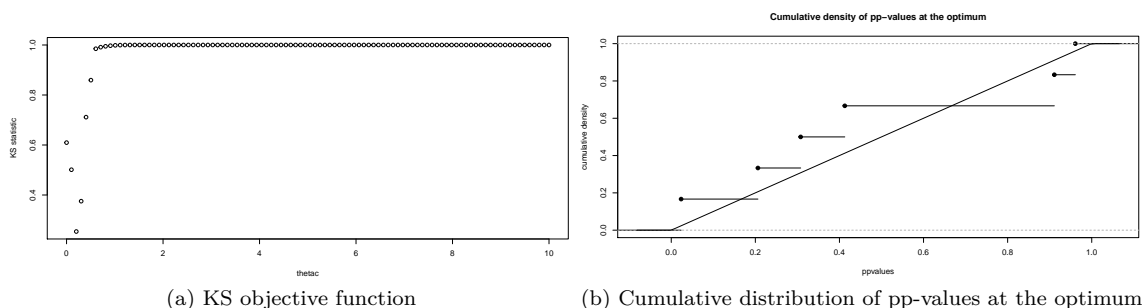 KS statistic
1.0
0.8
0.6
0.4
0 2 4 6 8 10
thetac
(a) KS objective function
Cumulative density of pp−values at the optimum
cumulative density
1.0
0.8
0.6
0.4
0.2
0.0
0.0 0.2 0.4 0.6 0.8 1.0
ppvalues
(b) Cumulative distribution of pp-values at the optimum